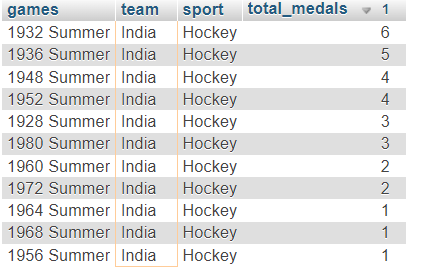 games team sport total_medals 1
1932 Summer India Hockey 6
1936 Summer India Hockey 5
1948 Summer India Hockey 4
1952 Summer India Hockey 4
1928 Summer India Hockey 3
1980 Summer India Hockey 3
1960 Summer India Hockey 2
1972 Summer India Hockey 2
1964 Summer India Hockey 1
1968 Summer India Hockey 1
1956 Summer India Hockey 1